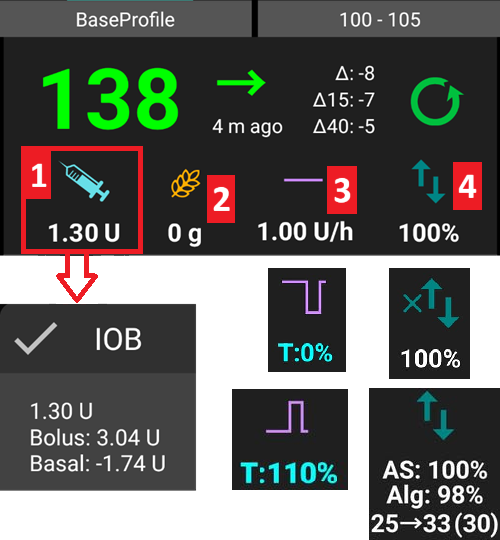 BaseProfile
100 - 105
138
Δ: -8
Δ15: -7
Δ40: -5
4 m ago
1
2
3
4
1.30 U
0 g
1.00 U/h
100%
IOB
1.30 U
Bolus: 3.04 U
Basal: -1.74 U
T:0%
100%
T:110%
AS: 100%
Alg: 98%
25→33 (30)